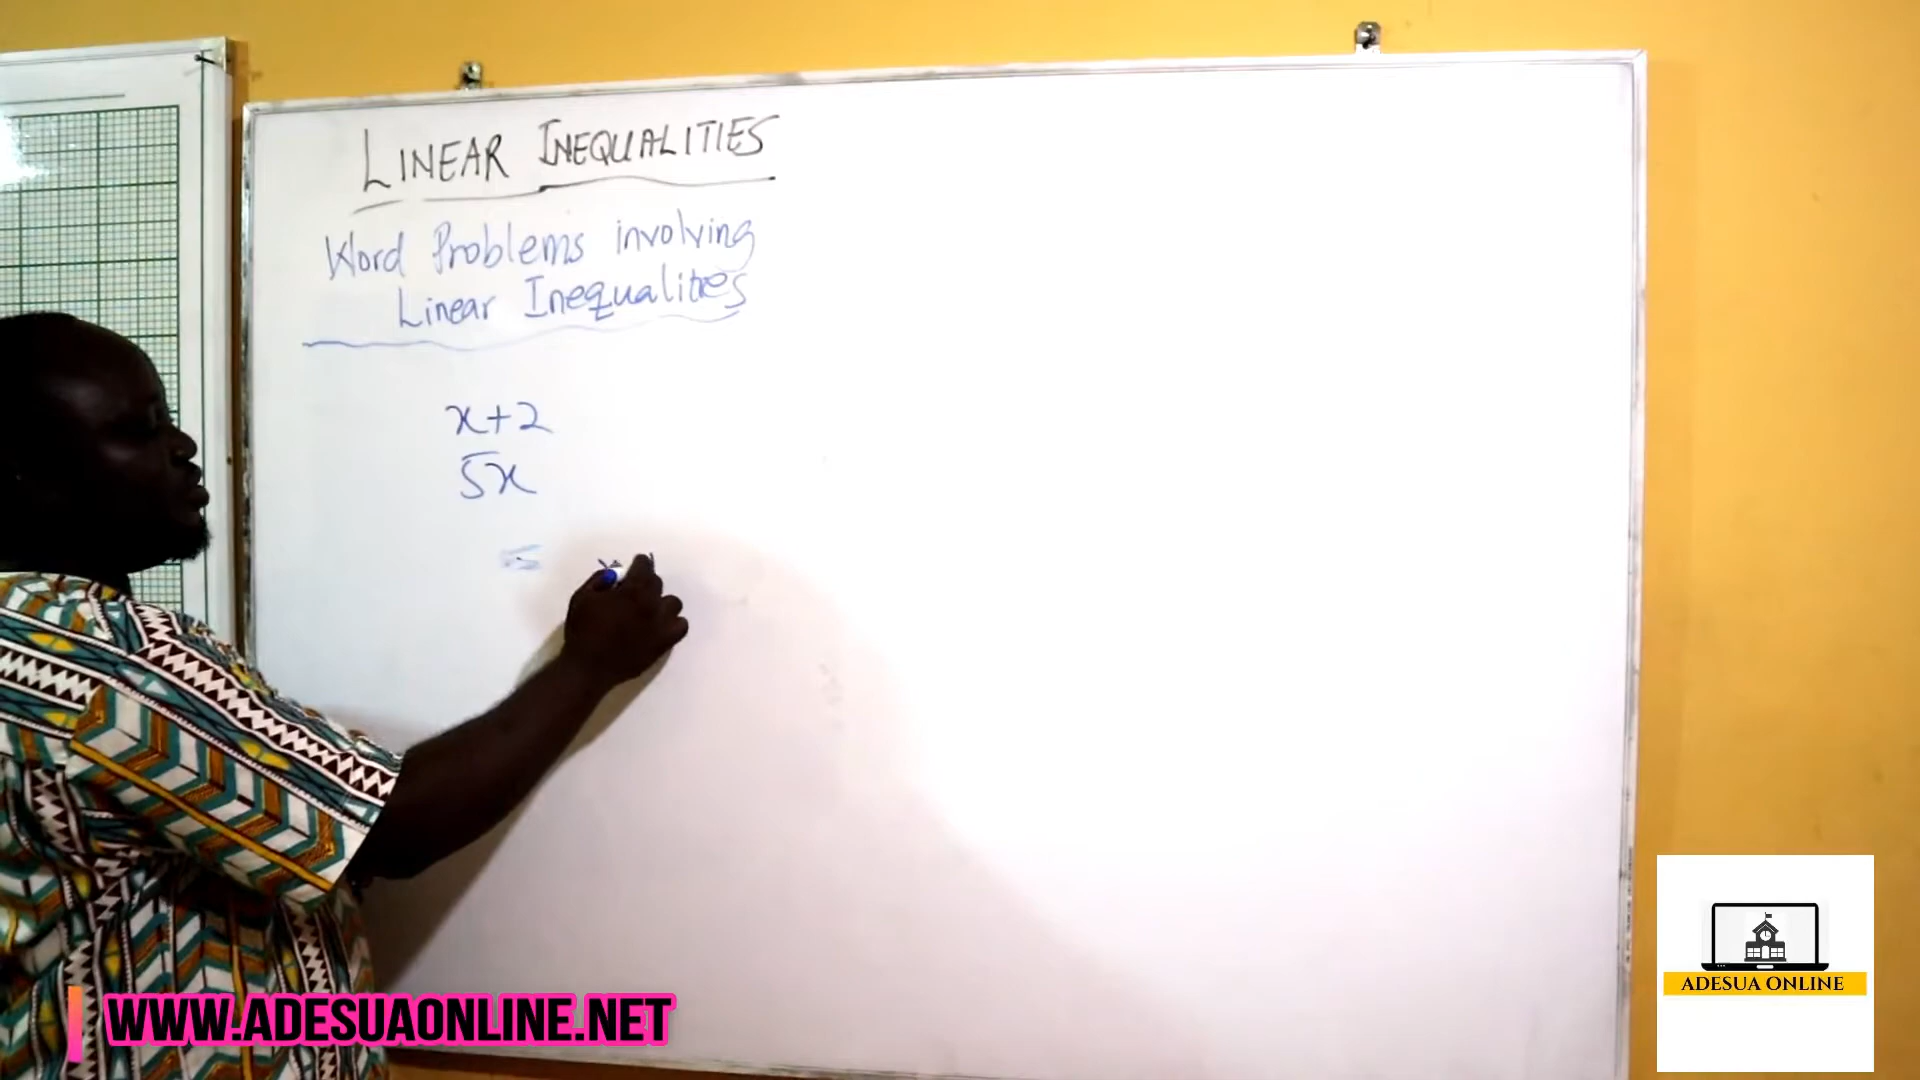 LINEAR INEQUALITIES
Word Problems involving
Linear Inequalities
x+2
5x
WWW.ADESUAONLINE.NET
ADESUA ONLINE